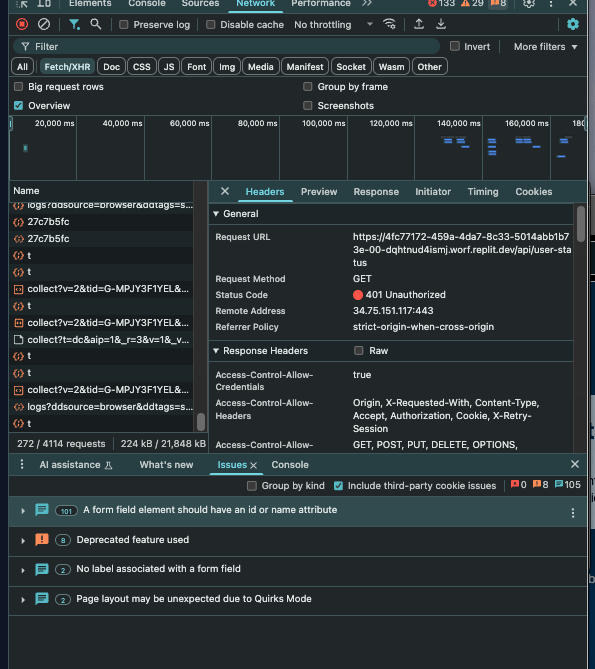 Elements Console Sources Network Performance 133 29 8
Preserve log Disable cache No throttling
Filter Invert More filters
All Fetch/XHR Doc CSS JS Font Img Media Manifest Socket Wasm Other
Big request rows Group by frame
Overview Screenshots
20,000 ms 40,000 ms 60,000 ms 80,000 ms 100,000 ms 120,000 ms 140,000 ms 160,000 ms 180
Name
logs?ddsource=browser&ddtags=s...
27c7b5fc
27c7b5fc
t
t
collect?v=2&tid=G-MPJY3F1YEL&...
t
collect?v=2&tid=G-MPJY3F1YEL&...
collect?t=dc&aip=1&_r=3&v=1&_v...
t
t
collect?v=2&tid=G-MPJY3F1YEL&...
logs?ddsource=browser&ddtags=s...
t
272 / 4114 requests 224 kB / 21,848 kB
Headers Preview Response Initiator Timing Cookies
General
Request URL https://4fc77172-459a-4da7-8c33-5014abb1b7
3e-00-dqhtnud4ismj.worf.replit.dev/api/user-sta
tus
Request Method GET
Status Code 401 Unauthorized
Remote Address 34.75.151.117:443
Referrer Policy strict-origin-when-cross-origin
Response Headers Raw
Access-Control-Allow- true
Credentials
Access-Control-Allow- Origin, X-Requested-With, Content-Type,
Headers Accept, Authorization, Cookie, X-Retry-
Session
Access-Control-Allow- GET, POST, PUT, DELETE, OPTIONS,
AI assistance What's new Issues Console
Group by kind Include third-party cookie issues 0 8 105
101 A form field element should have an id or name attribute
8 Deprecated feature used
2 No label associated with a form field
2 Page layout may be unexpected due to Quirks Mode